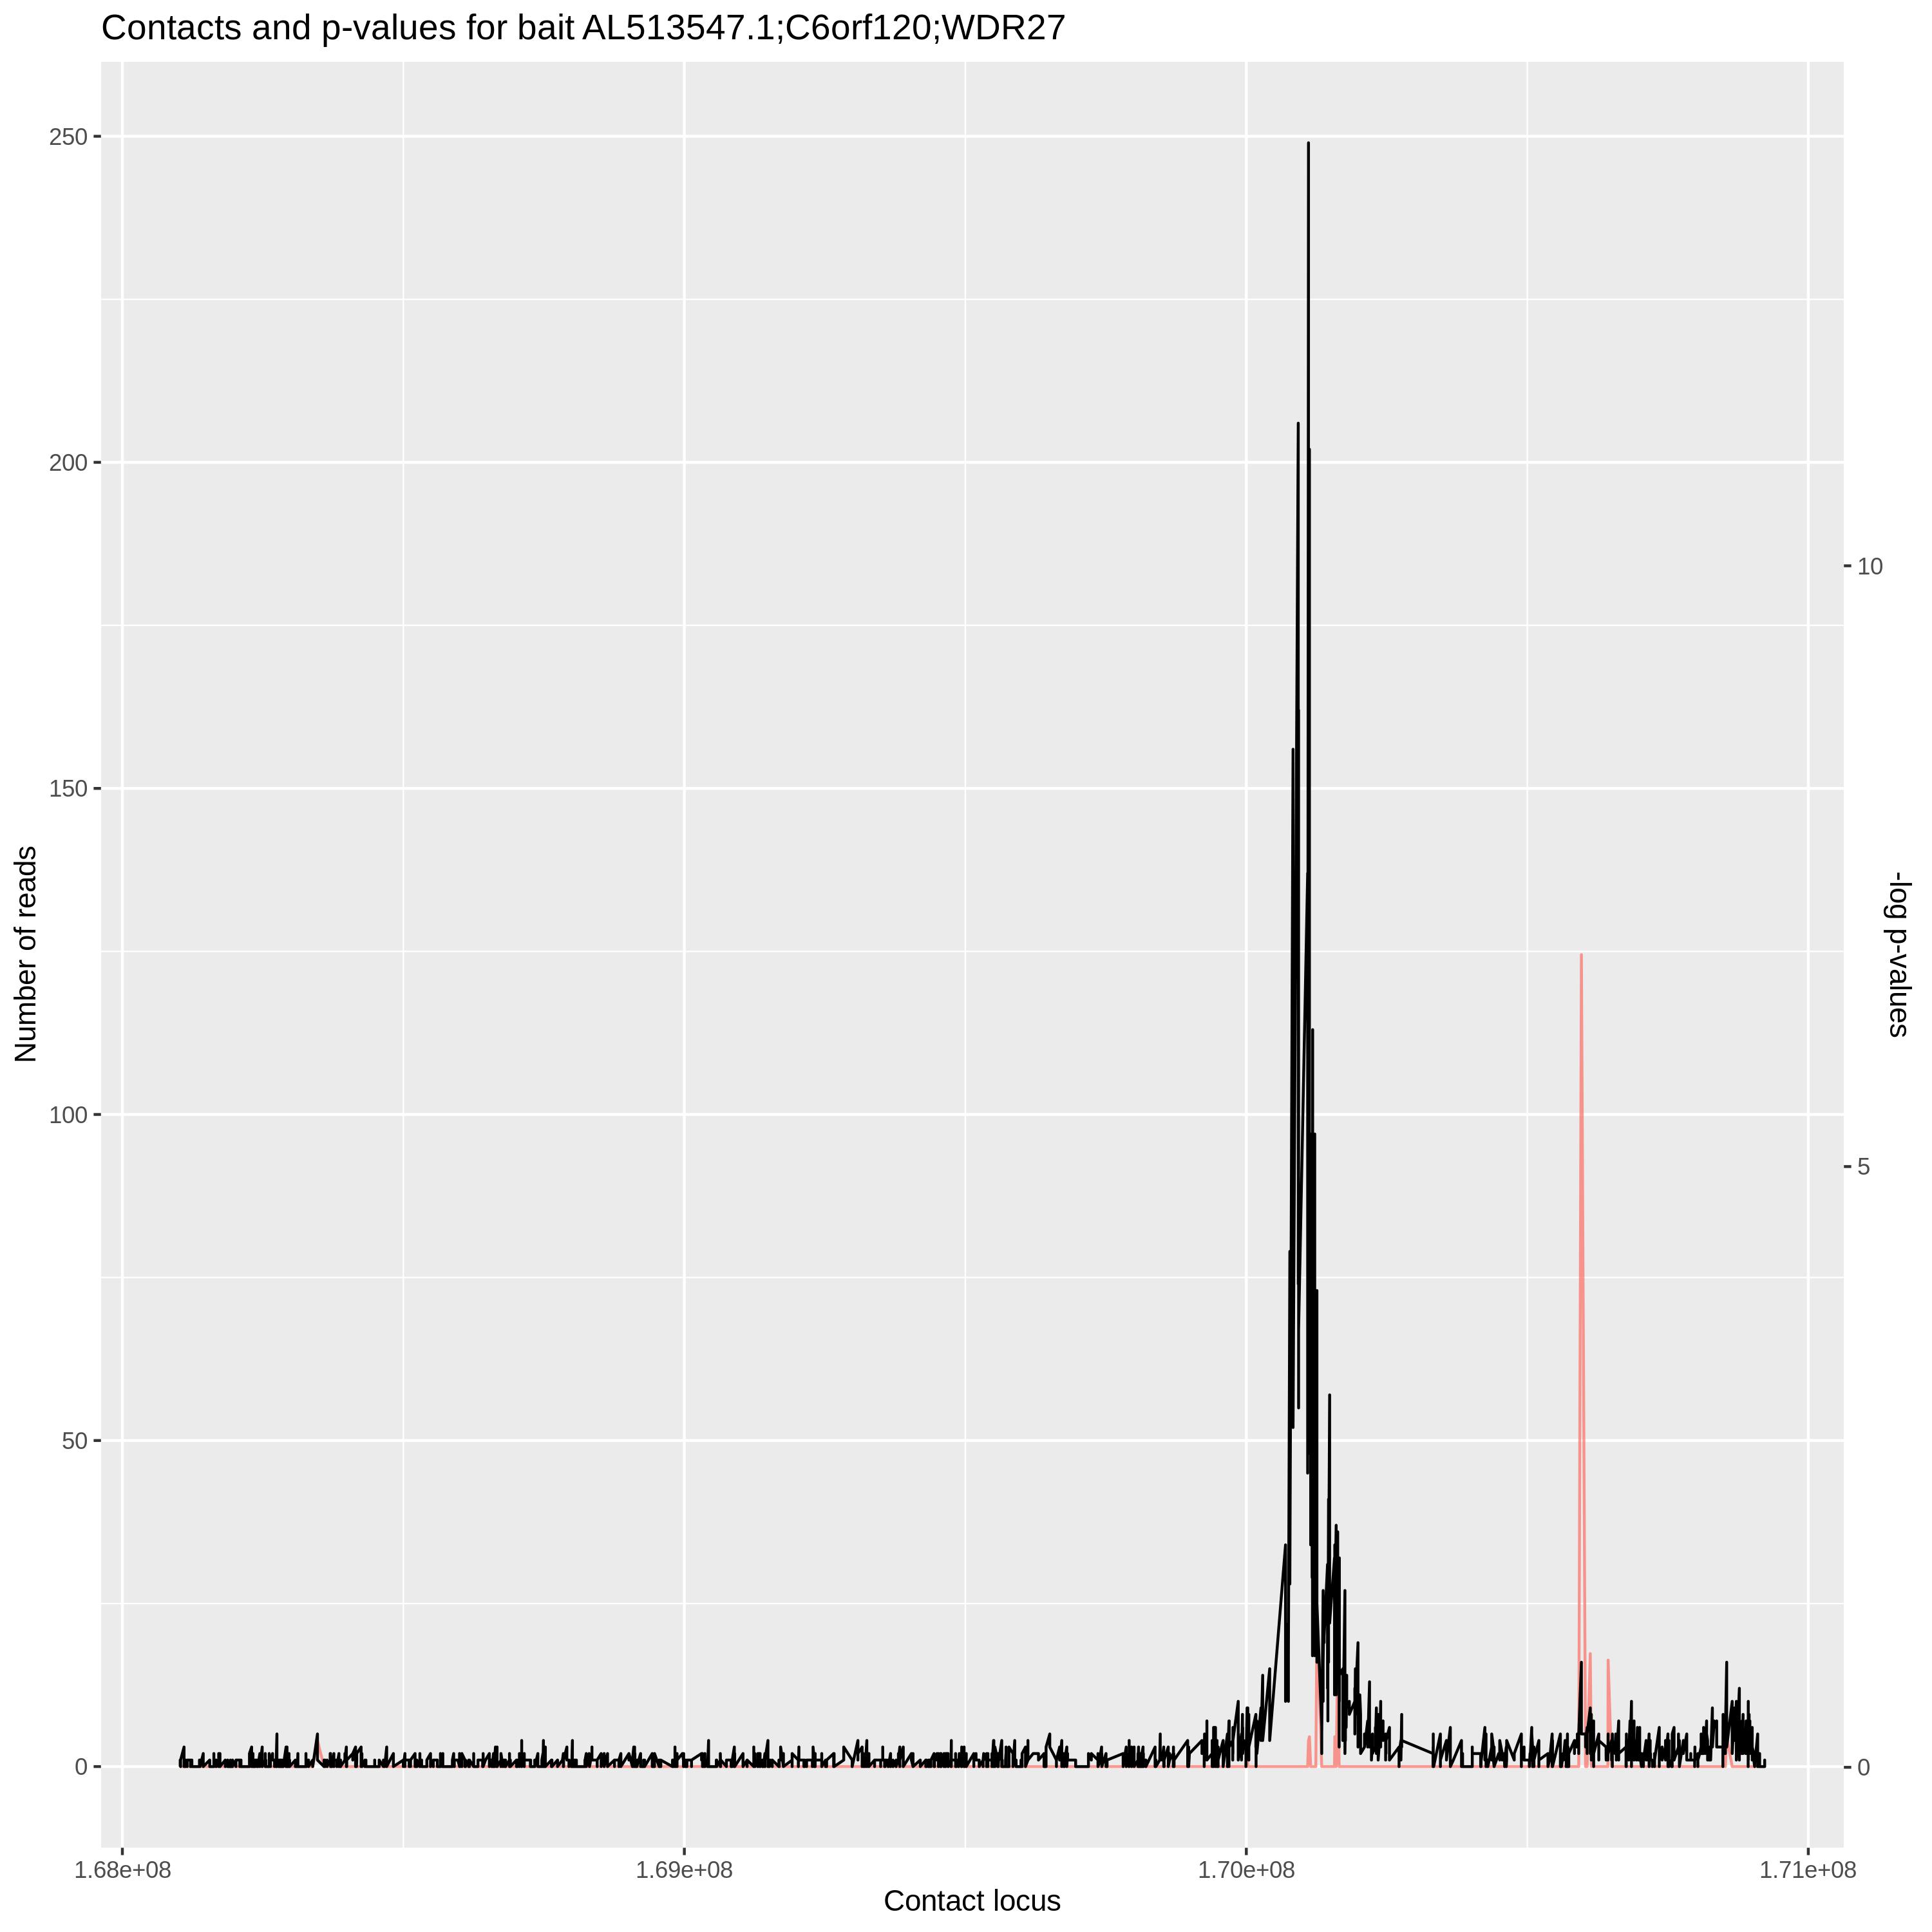 Contacts and p-values for bait AL513547.1;C6orf120;WDR27
250
200
150
100
50
0
Number of reads
10
5
0
-log p-values
1.68e+08
1.69e+08
1.70e+08
1.71e+08
Contact locus